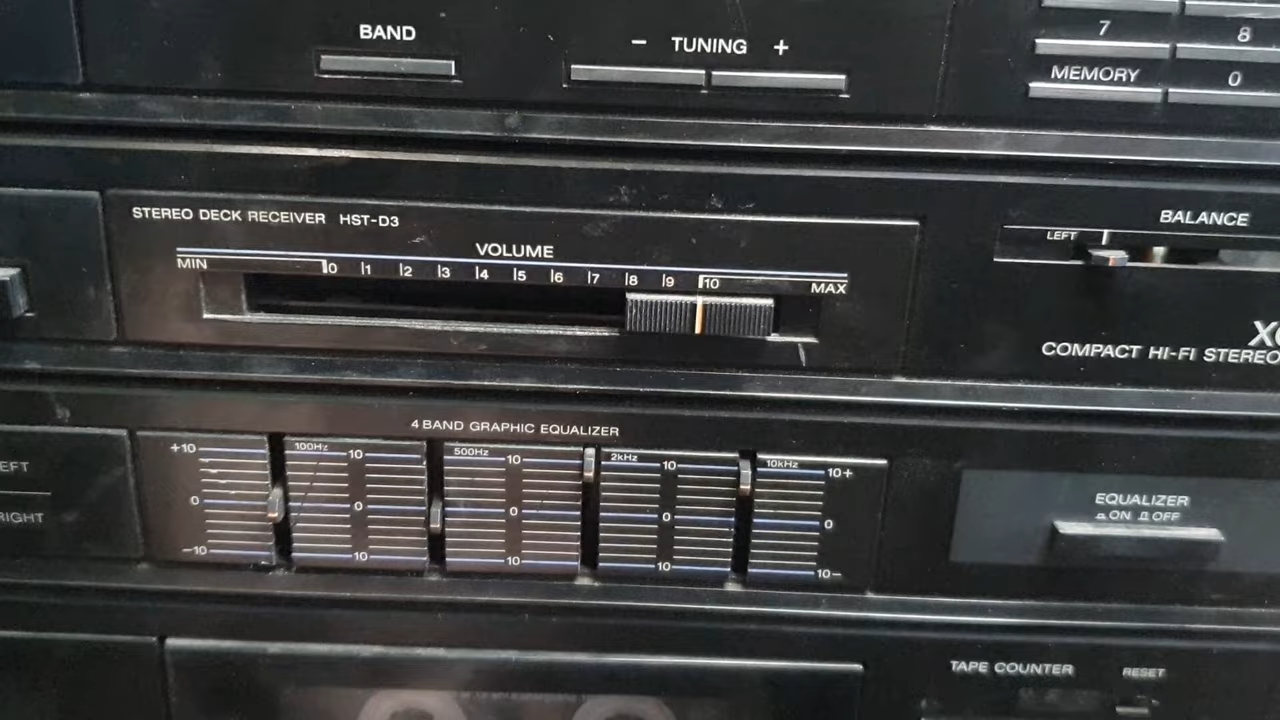 BAND
− TUNING +
7 8
MEMORY 0
STEREO DECK RECEIVER HST-D3
VOLUME
MIN 0 1 2 3 4 5 6 7 8 9 10 MAX
BALANCE
LEFT
COMPACT HI-FI STEREO
4 BAND GRAPHIC EQUALIZER
+10 100Hz 10 500Hz 10 2kHz 10 10kHz 10+
0 0 0 0 0
−10 10 10 10 10−
EFT
RIGHT
EQUALIZER
ON OFF
TAPE COUNTER RESET